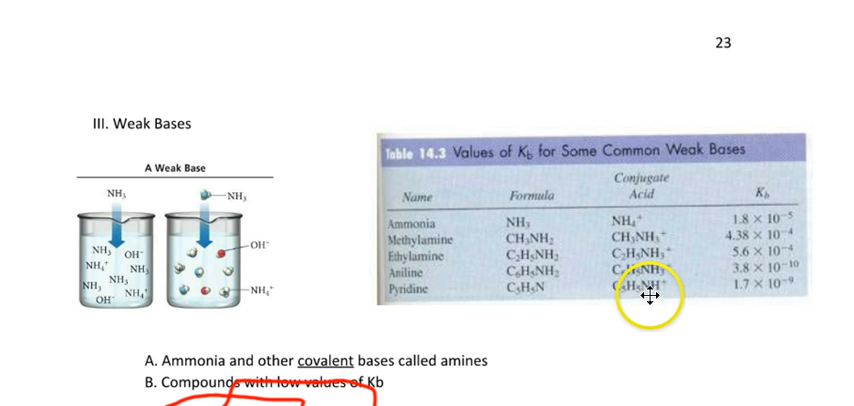 23
III. Weak Bases
A Weak Base
NH₃
NH₃
OH⁻
NH₄⁺
NH₃ OH⁻
NH₄⁺ NH₃
NH₃
NH₃ NH₄⁺
OH⁻
Table 14.3 Values of Kb for Some Common Weak Bases
Name Formula Conjugate Acid Kb
Ammonia NH₃ NH₄⁺ 1.8 × 10⁻⁵
Methylamine CH₃NH₂ CH₃NH₃⁺ 4.38 × 10⁻⁴
Ethylamine C₂H₅NH₂ C₂H₅NH₃⁺ 5.6 × 10⁻⁴
Aniline C₆H₅NH₂ C₆H₅NH₃⁺ 3.8 × 10⁻¹⁰
Pyridine C₅H₅N C₅H₅NH⁺ 1.7 × 10⁻⁹
A. Ammonia and other covalent bases called amines
B. Compounds with low values of Kb